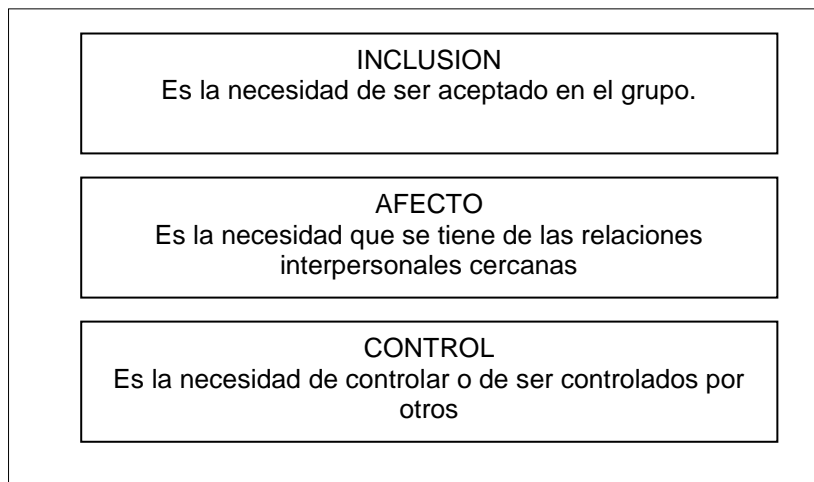 INCLUSION
Es la necesidad de ser aceptado en el grupo.
AFECTO
Es la necesidad que se tiene de las relaciones
interpersonales cercanas
CONTROL
Es la necesidad de controlar o de ser controlados por
otros